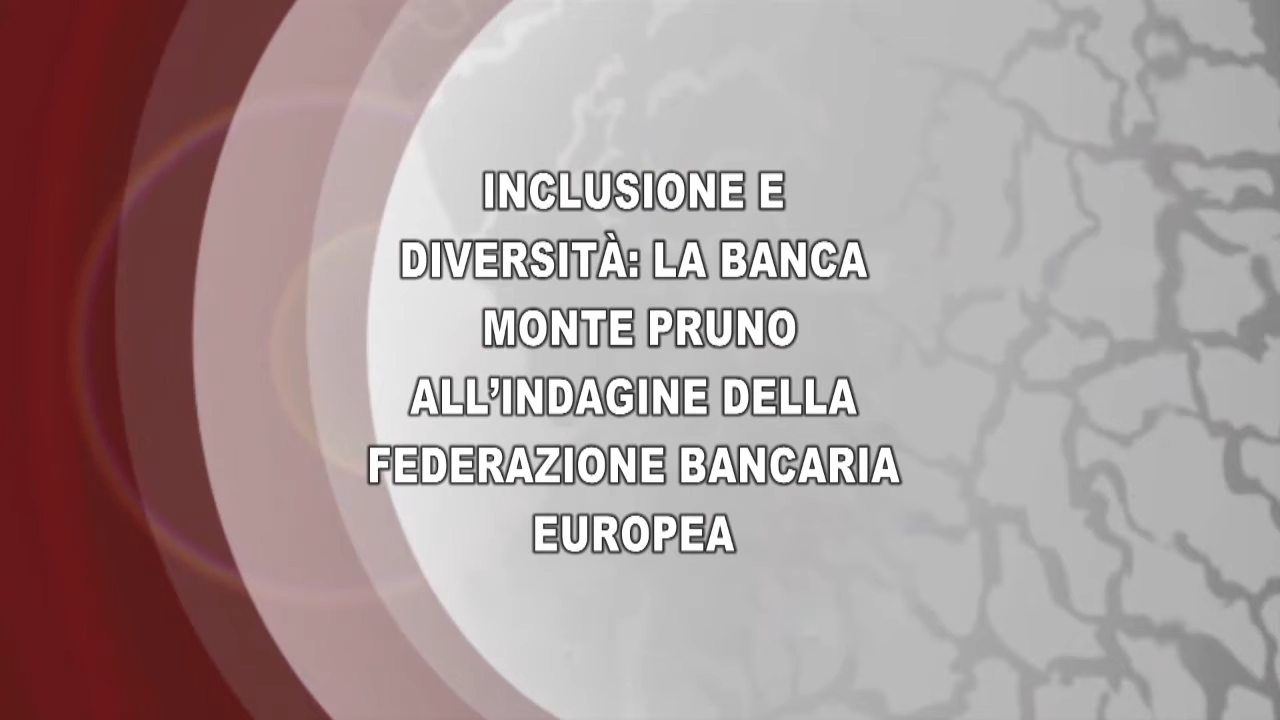 INCLUSIONE E
DIVERSITÀ: LA BANCA
MONTE PRUNO
ALL’INDAGINE DELLA
FEDERAZIONE BANCARIA
EUROPEA